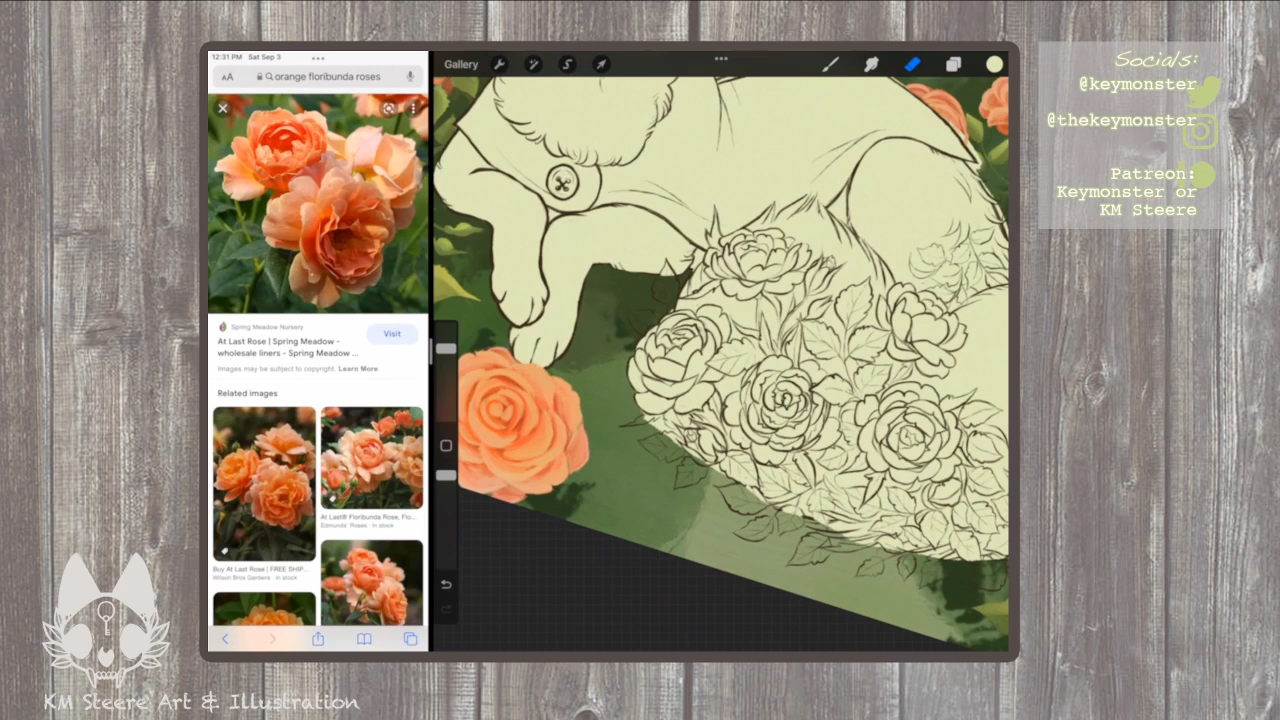 12:31 PM Sat Sep 3
AA orange floribunda roses
Spring Meadow Nursery
At Last Rose | Spring Meadow -
wholesale liners - Spring Meadow ...
Visit
Images may be subject to copyright. Learn More
Related images
At Last® Floribunda Rose, Flo...
Edmunds' Roses · In stock
Buy At Last Rose | FREE SHIP...
Wilson Bros Gardens · In stock
Gallery
Socials:
@keymonster
@thekeymonster
Patreon:
Keymonster or
KM Steere
KM Steere Art & Illustration